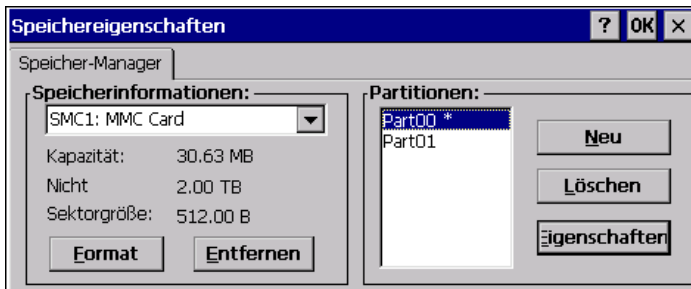 Speichereigenschaften ? OK ×
Speicher-Manager
Speicherinformationen:
SMC1: MMC Card
Kapazität: 30.63 MB
Nicht 2.00 TB
Sektorgröße: 512.00 B
Format Entfernen
Partitionen:
Part00 *
Part01
Neu
Löschen
Eigenschaften